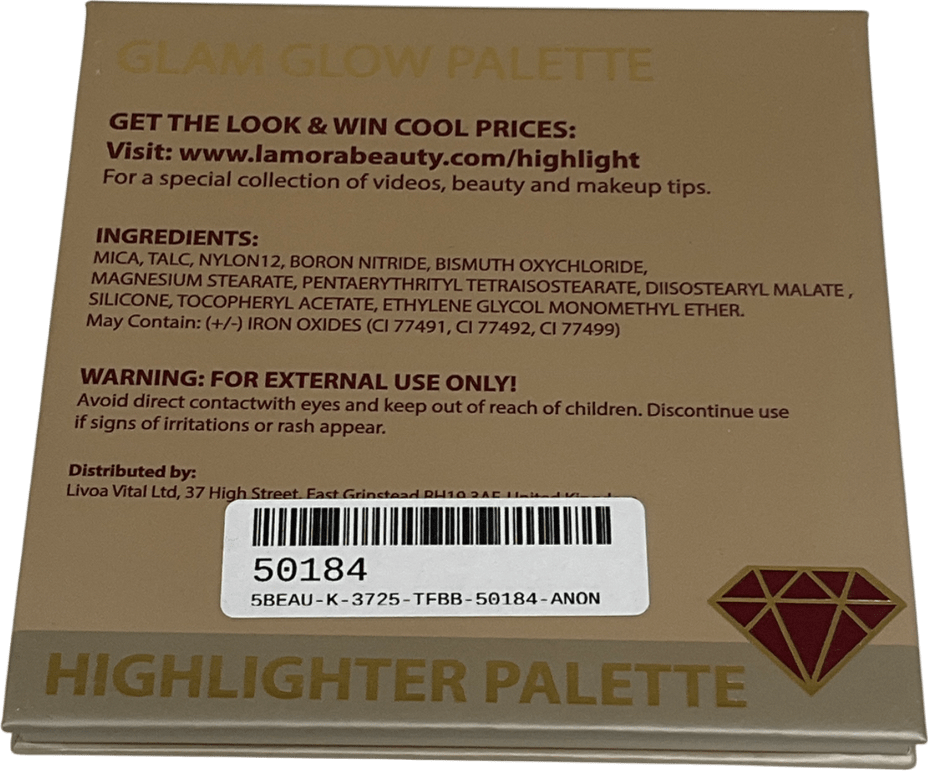 GLAM GLOW PALETTE
GET THE LOOK & WIN COOL PRICES:
Visit: www.lamorabeauty.com/highlight
For a special collection of videos, beauty and makeup tips.
INGREDIENTS:
MICA, TALC, NYLON12, BORON NITRIDE, BISMUTH OXYCHLORIDE,
MAGNESIUM STEARATE, PENTAERYTHRITYL TETRAISOSTEARATE, DIISOSTEARYL MALATE ,
SILICONE, TOCOPHERYL ACETATE, ETHYLENE GLYCOL MONOMETHYL ETHER.
May Contain: (+/-) IRON OXIDES (CI 77491, CI 77492, CI 77499)
WARNING: FOR EXTERNAL USE ONLY!
Avoid direct contactwith eyes and keep out of reach of children. Discontinue use
if signs of irritations or rash appear.
Distributed by:
Livoa Vital Ltd, 37 High Street, East Grinstead RH19 3AF, United
50184
5BEAU-K-3725-TFBB-50184-ANON
HIGHLIGHTER PALETTE